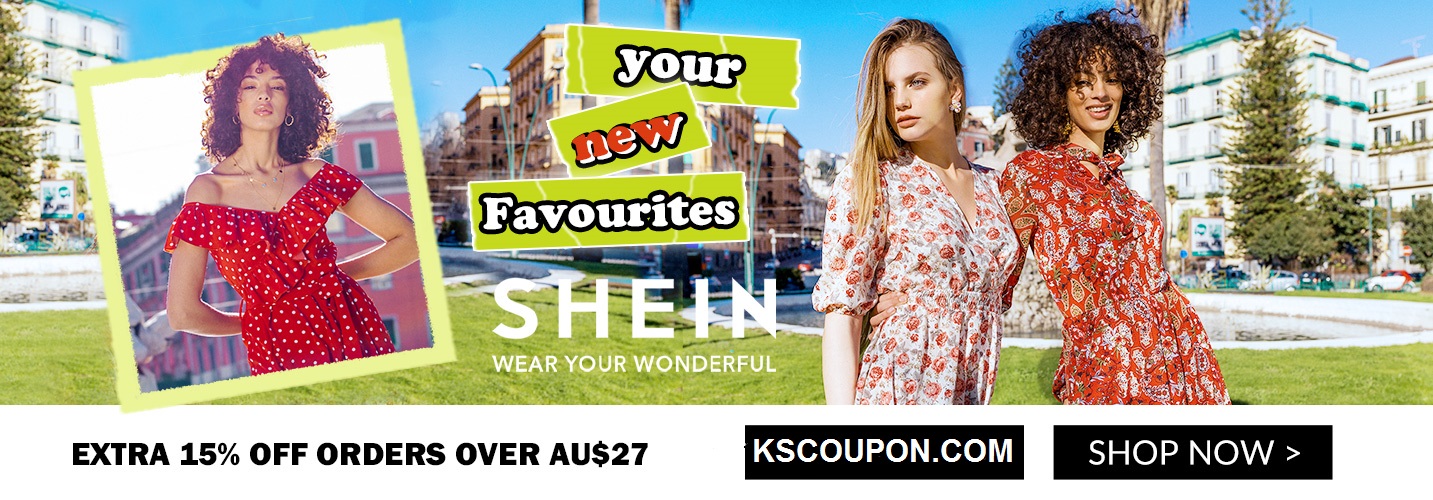 your
new
Favourites
SHEIN
WEAR YOUR WONDERFUL
EXTRA 15% OFF ORDERS OVER AU$27
KSCOUPON.COM
SHOP NOW >